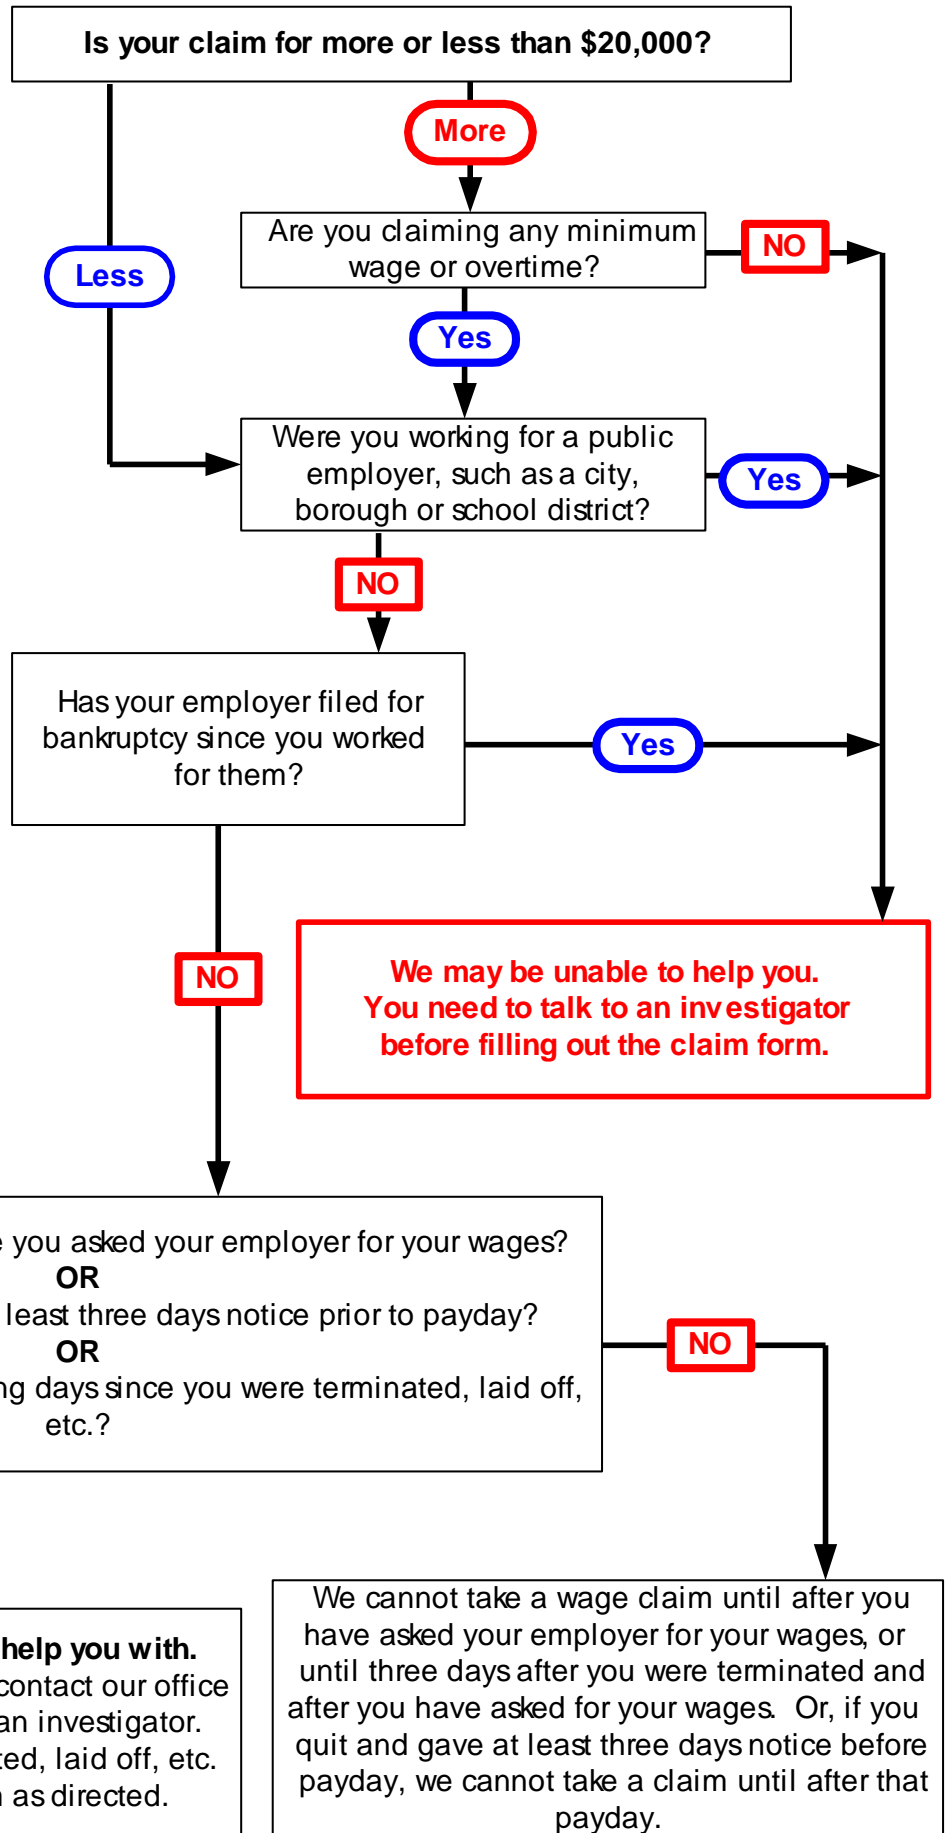 Is your claim for more or less than $20,000?
More
Are you claiming any minimum
wage or overtime?
NO
Less
Yes
Were you working for a public
employer, such as a city,
borough or school district?
Yes
NO
Has your employer filed for
bankruptcy since you worked
for them?
Yes
NO
We may be unable to help you.
You need to talk to an investigator
before filling out the claim form.
you asked your employer for your wages?
OR
least three days notice prior to payday?
OR
days since you were terminated, laid off,
etc.?
NO
help you with.
contact our office
an investigator.
laid off, etc.
as directed.
We cannot take a wage claim until after you
have asked your employer for your wages, or
until three days after you were terminated and
after you have asked for your wages.  Or, if you
quit and gave at least three days notice before
payday, we cannot take a claim until after that
payday.